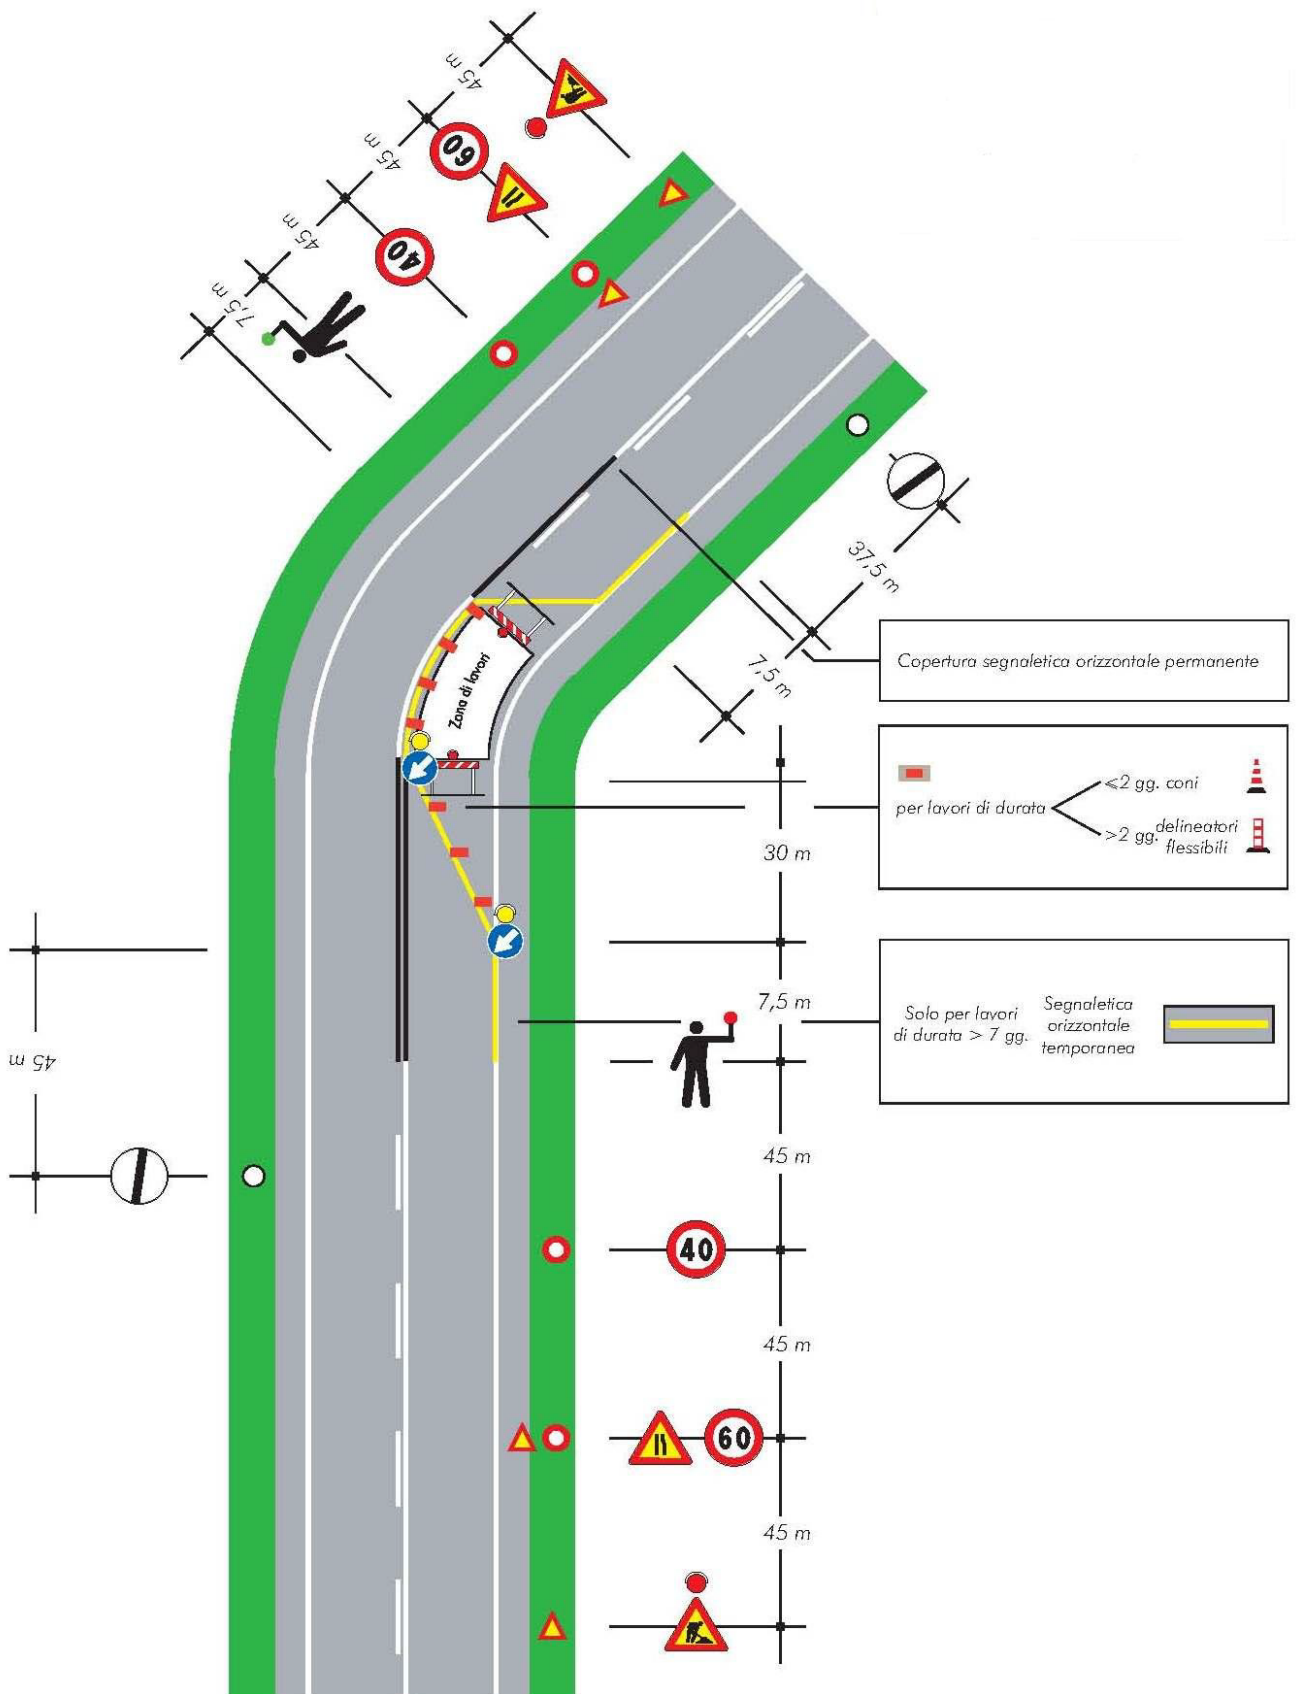 45 m
45 m
60
45 m
40
7,5 m
37,5 m
7,5 m
Copertura segnaletica orizzontale permanente
Zona di lavori
per lavori di durata
⩽2 gg. coni
>2 gg. delineatori
flessibili
30 m
7,5 m
Solo per lavori
di durata > 7 gg.
Segnaletica
orizzontale
temporanea
45 m
45 m
40
45 m
60
45 m